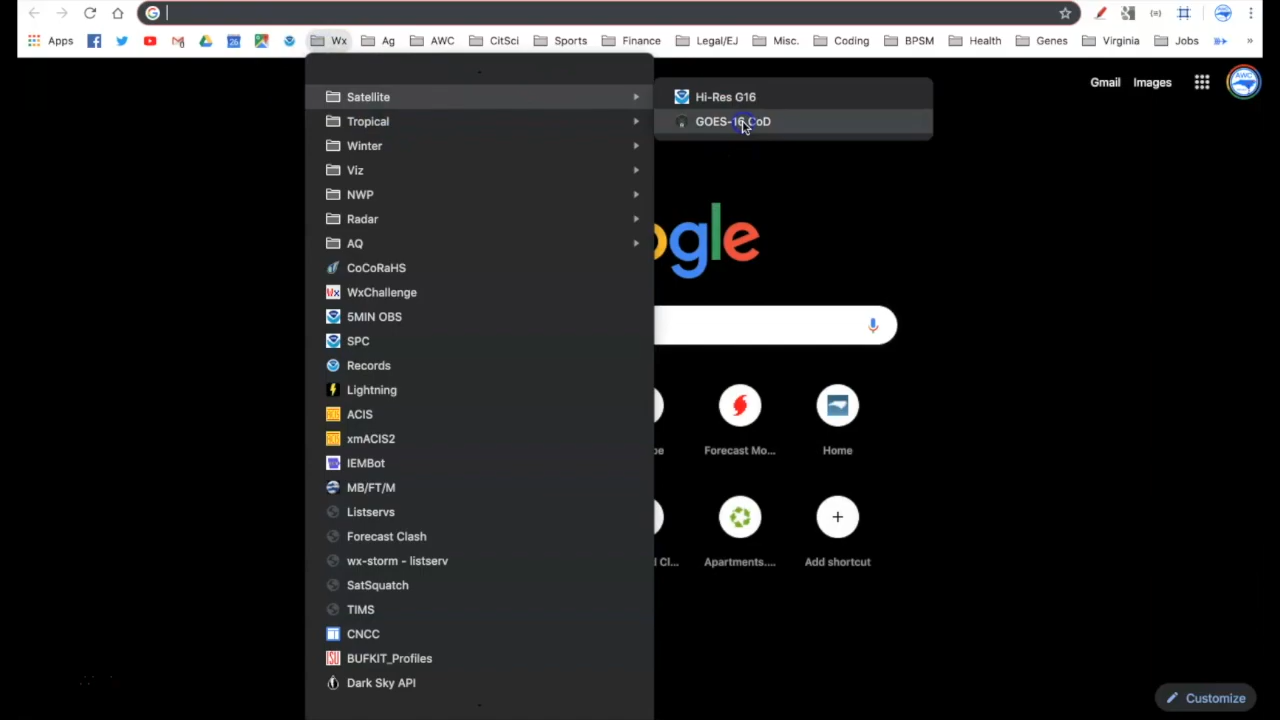 Apps
Wx
Ag
AWC
CitSci
Sports
Finance
Legal/EJ
Misc.
Coding
BPSM
Health
Genes
Virginia
Jobs
»
Gmail
Images
Satellite
Tropical
Winter
Viz
NWP
Radar
AQ
CoCoRaHS
WxChallenge
5MIN OBS
SPC
Records
Lightning
ACIS
xmACIS2
IEMBot
MB/FT/M
Listservs
Forecast Clash
wx-storm - listserv
SatSquatch
TIMS
CNCC
BUFKIT_Profiles
Dark Sky API
Hi-Res G16
GOES-16 CoD
ogle
be
Forecast Mo...
Home
l Cl...
Apartments....
Add shortcut
Customize